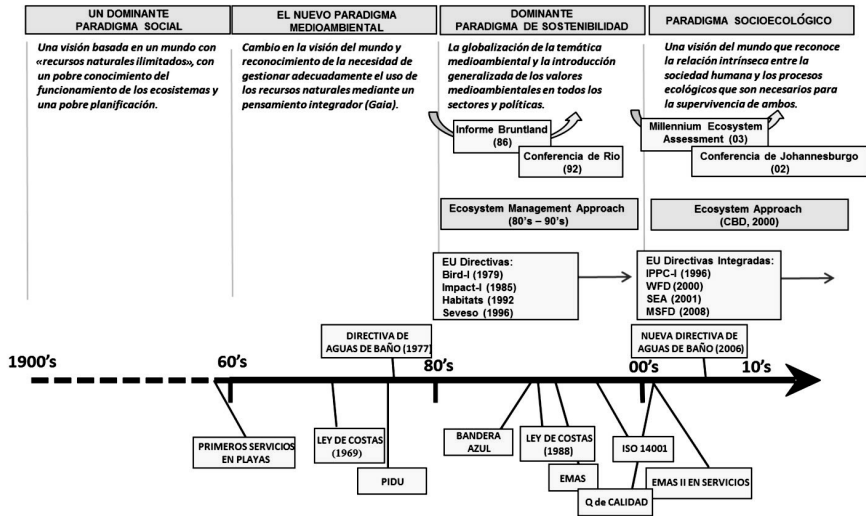 UN DOMINANTE
PARADIGMA SOCIAL
Una visión basada en un mundo con
«recursos naturales ilimitados», con
un pobre conocimiento del
funcionamiento de los ecosistemas y
una pobre planificación.
EL NUEVO PARADIGMA
MEDIOAMBIENTAL
Cambio en la visión del mundo y
reconocimiento de la necesidad de
gestionar adecuadamente el uso de
los recursos naturales mediante un
pensamiento integrador (Gaia).
DOMINANTE
PARADIGMA DE SOSTENIBILIDAD
La globalización de la temática
medioambiental y la introducción
generalizada de los valores
medioambientales en todos los
sectores y políticas.
Informe Bruntland
(86)
Conferencia de Rio
(92)
Ecosystem Management Approach
(80’s – 90’s)
EU Directivas:
Bird-I (1979)
Impact-I (1985)
Habitats (1992
Seveso (1996)
PARADIGMA SOCIOECOLÓGICO
Una visión del mundo que reconoce
la relación intrínseca entre la
sociedad humana y los procesos
ecológicos que son necesarios para
la supervivencia de ambos.
Millennium Ecosystem
Assessment (03)
Conferencia de Johannesburgo
(02)
Ecosystem Approach
(CBD, 2000)
EU Directivas Integradas:
IPPC-I (1996)
WFD (2000)
SEA (2001)
MSFD (2008)
DIRECTIVA DE
AGUAS DE BAÑO (1977)
NUEVA DIRECTIVA DE
AGUAS DE BAÑO (2006)
1900’s
60’s
80’s
00’s
10’s
PRIMEROS SERVICIOS
EN PLAYAS
LEY DE COSTAS
(1969)
PIDU
BANDERA
AZUL
LEY DE COSTAS
(1988)
EMAS
ISO 14001
Q de CALIDAD
EMAS II EN SERVICIOS